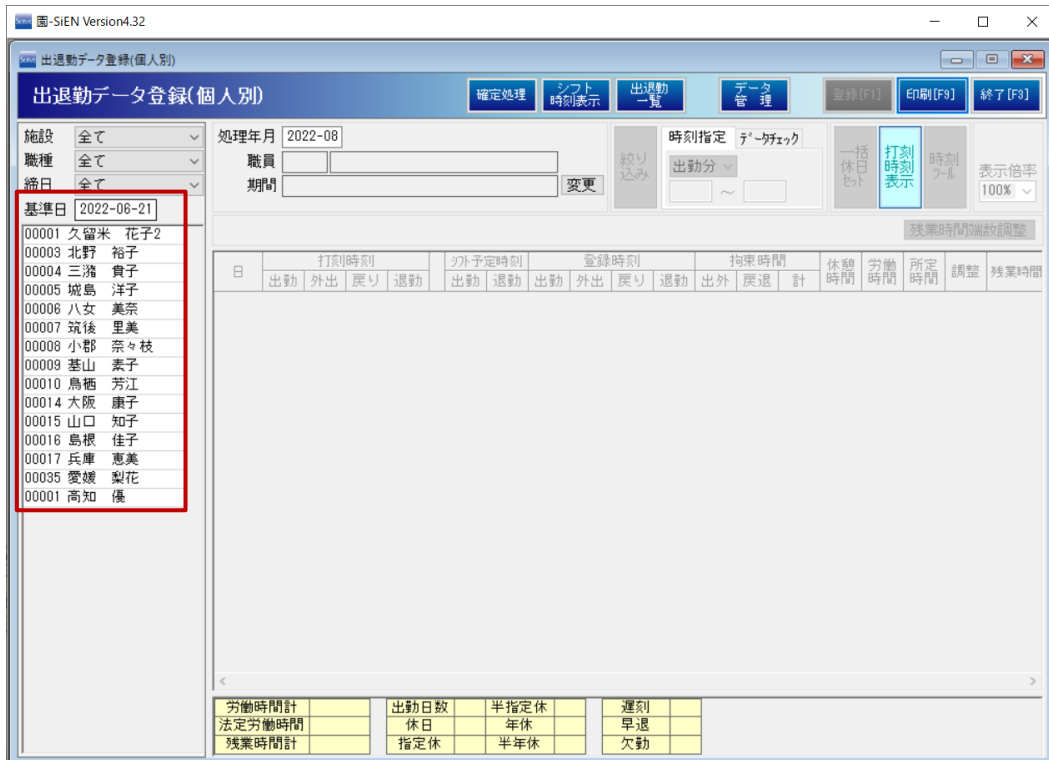 園-SiEN Version4.32
出退勤データ登録(個人別)
出退勤データ登録(個人別)
確定処理 シフト時刻表示 出退勤一覧 データ管理 登録[F1] 印刷[F9] 終了[F3]
施設 全て
職種 全て
締日 全て
基準日 2022-06-21
00001 久留米 花子2
00003 北野 裕子
00004 三潴 貴子
00005 城島 洋子
00006 八女 美奈
00007 筑後 里美
00008 小郡 奈々枝
00009 基山 素子
00010 鳥栖 芳江
00014 大阪 康子
00015 山口 知子
00016 島根 佳子
00017 兵庫 恵美
00035 愛媛 梨花
00001 高知 優
処理年月 2022-08
職員
期間 変更
絞り込み
時刻指定 データチェック
出勤分
～
一括休日セット 打刻時刻表示 時刻ツール
表示倍率
100%
残業時間端数調整
日 打刻時刻 シフト予定時刻 登録時刻 拘束時間 休憩時間 労働時間 所定時間 調整 残業時間
出勤 外出 戻り 退勤 出勤 退勤 出勤 外出 戻り 退勤 出外 戻退 計
労働時間計 出勤日数 半指定休 遅刻
法定労働時間 休日 年休 早退
残業時間計 指定休 半年休 欠勤